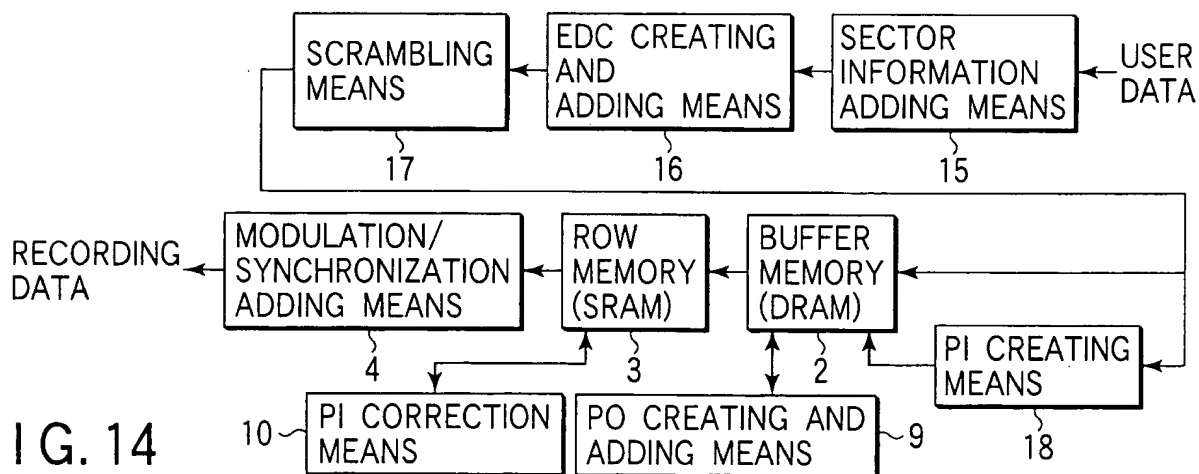 SCRAMBLING
MEANS
17
EDC CREATING
AND
ADDING MEANS
16
SECTOR
INFORMATION
ADDING MEANS
15
USER
DATA
RECORDING
DATA
MODULATION/
SYNCHRONIZATION
ADDING MEANS
4
ROW
MEMORY
(SRAM)
3
BUFFER
MEMORY
(DRAM)
2
PI CREATING
MEANS
18
10
PI CORRECTION
MEANS
PO CREATING AND
ADDING MEANS
9
IG. 14